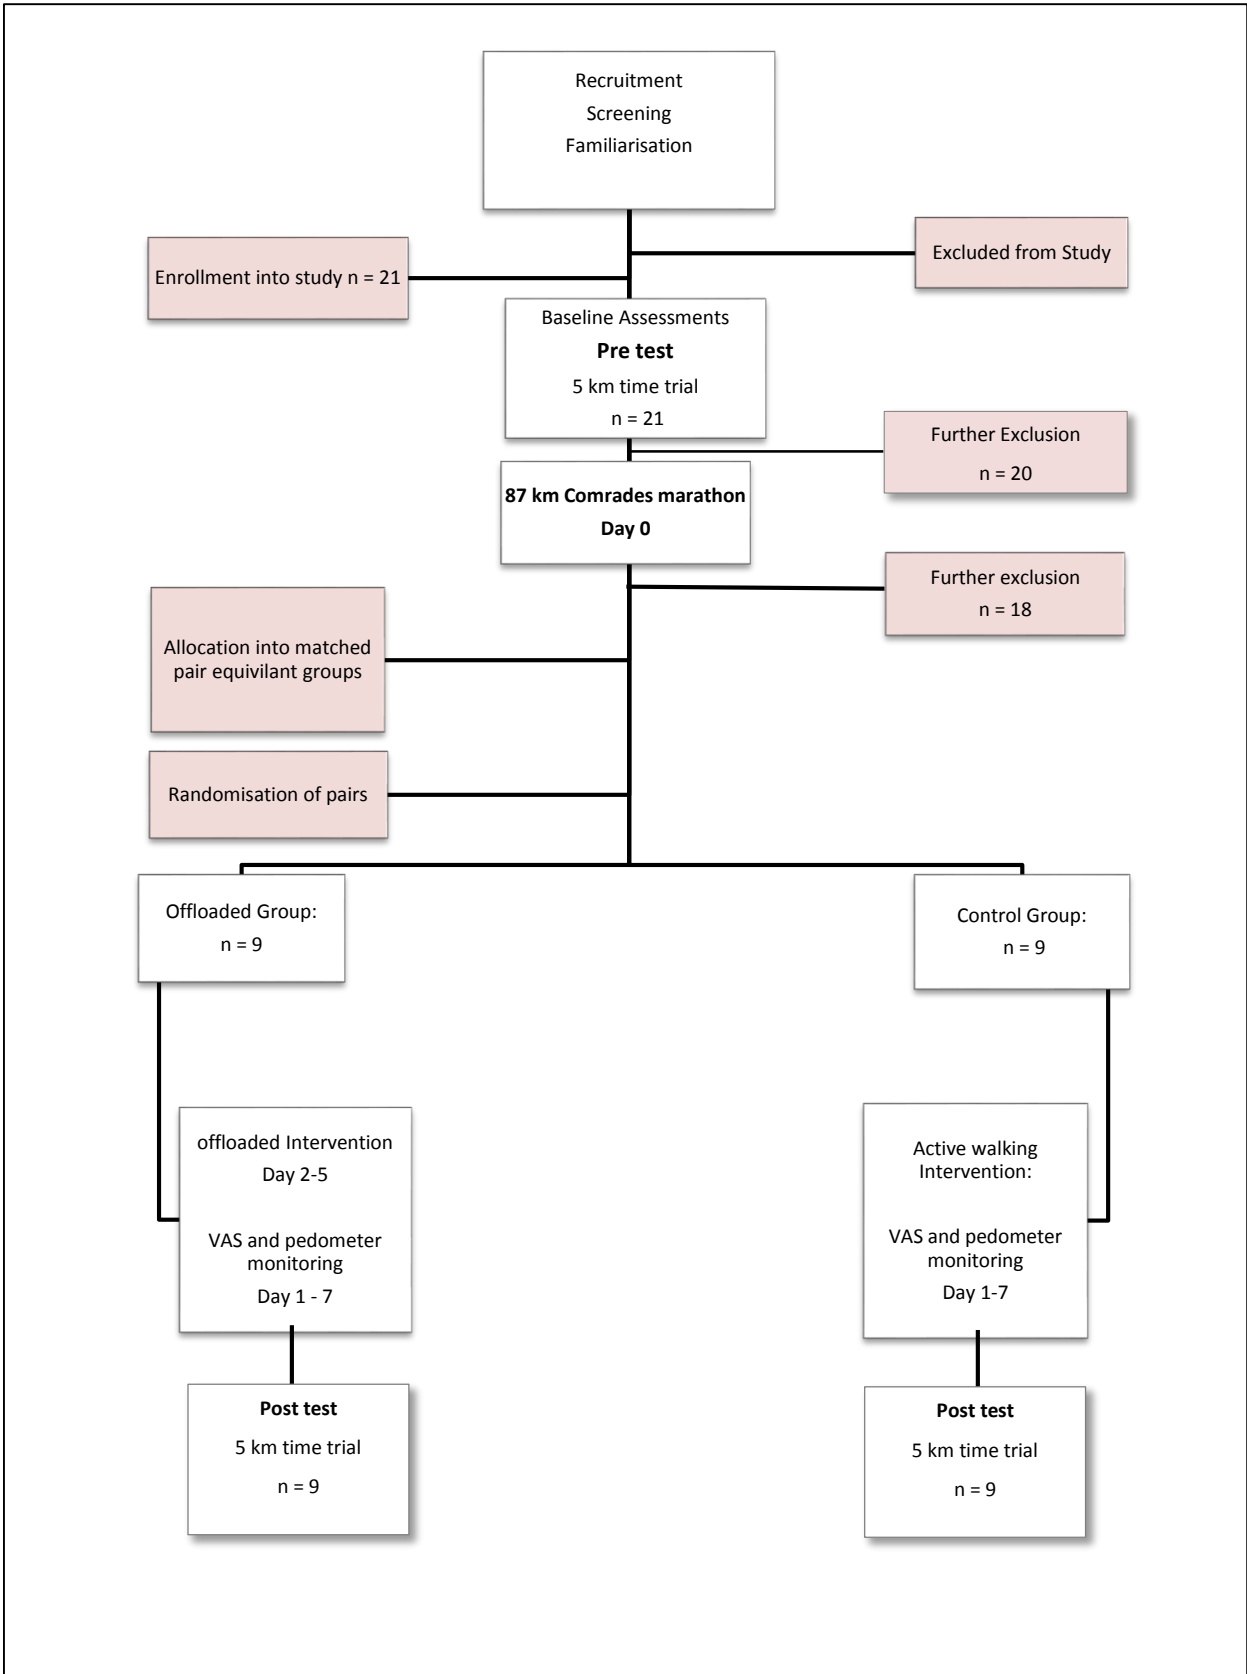 Recruitment
Screening
Familiarisation
Excluded from Study
Enrollment into study n = 21
Baseline Assessments
Pre test
5 km time trial
n = 21
Further Exclusion
n = 20
87 km Comrades marathon
Day 0
Further exclusion
n = 18
Allocation into matched
pair equivilant groups
Randomisation of pairs
Offloaded Group:
n = 9
Control Group:
n = 9
offloaded Intervention
Day 2-5
VAS and pedometer
monitoring
Day 1 - 7
Active walking
Intervention:
VAS and pedometer
monitoring
Day 1-7
Post test
5 km time trial
n = 9
Post test
5 km time trial
n = 9